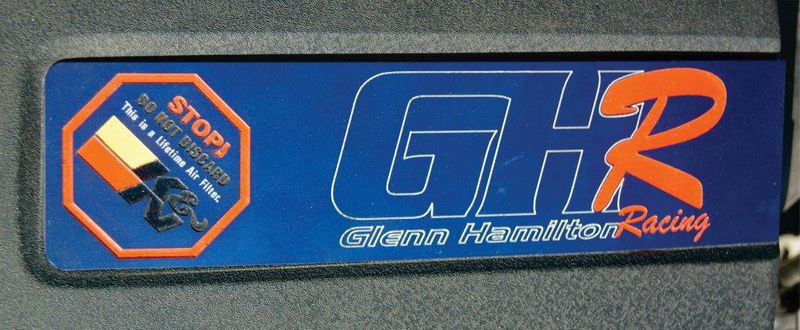 STOP!
DO NOT DISCARD
This is a Lifetime Air Filter.
K&N
GHR
Glenn Hamilton Racing